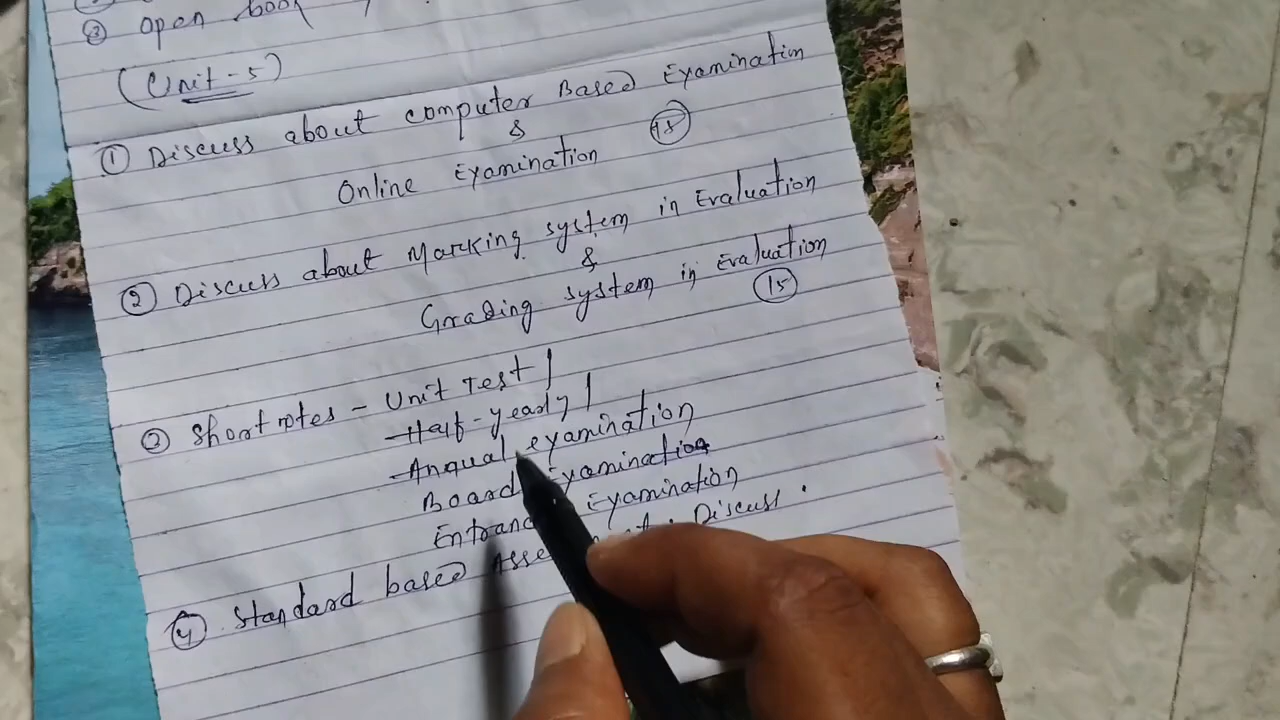 ③ open book
(Unit-5)
① Discuss about computer Based Examination
&
Online Examination
② Discuss about Marking system in Evaluation
&
Grading system in Evaluation
(15)
③ Short notes - Unit Test
- Half-yearly
- Annual examination
Board Examination
Examination
④ Standard based Discuss.